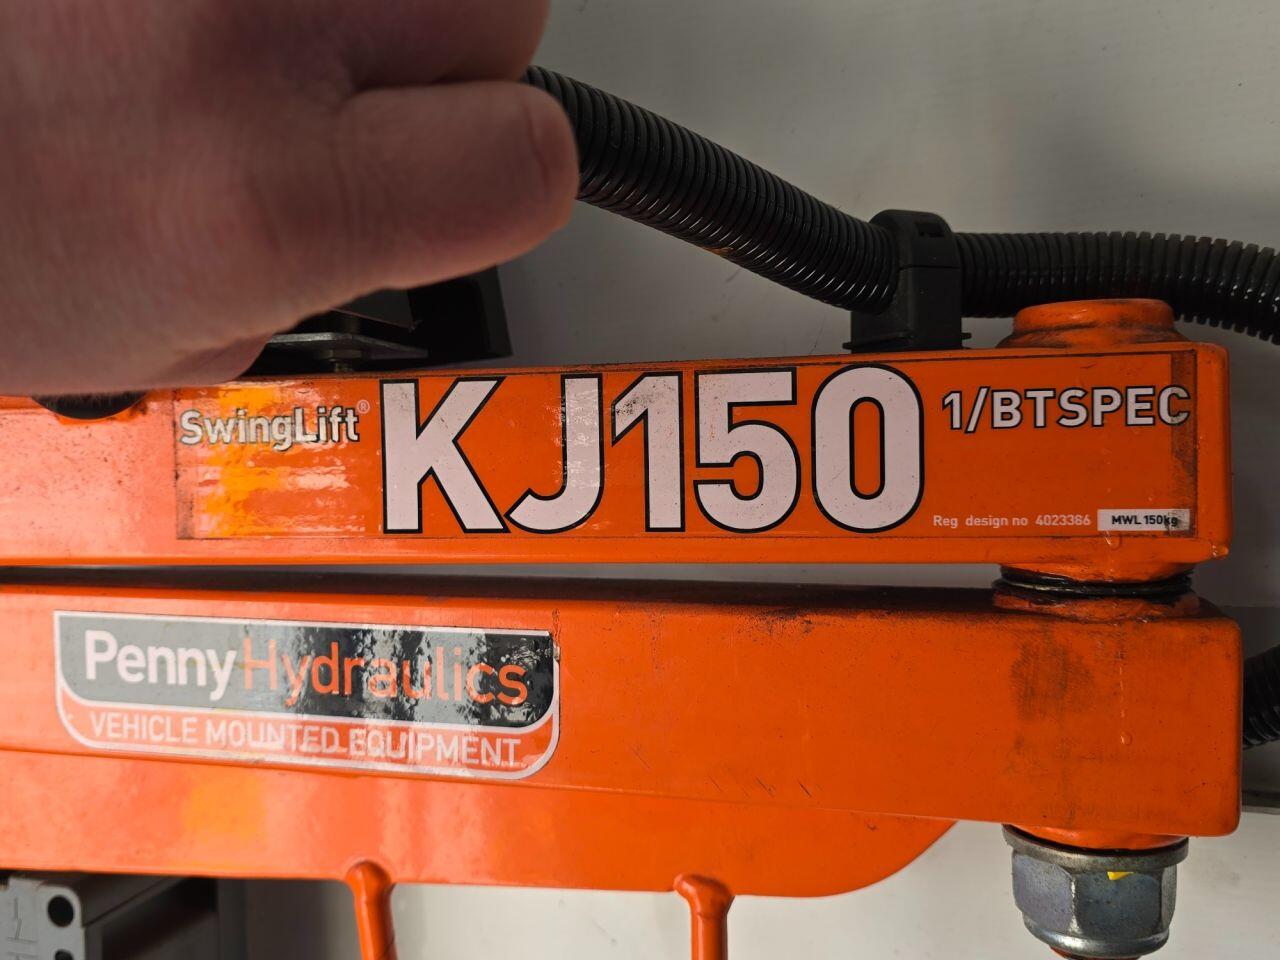 SwingLift® KJ150 1/BTSPEC
Reg design no 4023386 MWL 150kg
PennyHydraulics
VEHICLE MOUNTED EQUIPMENT